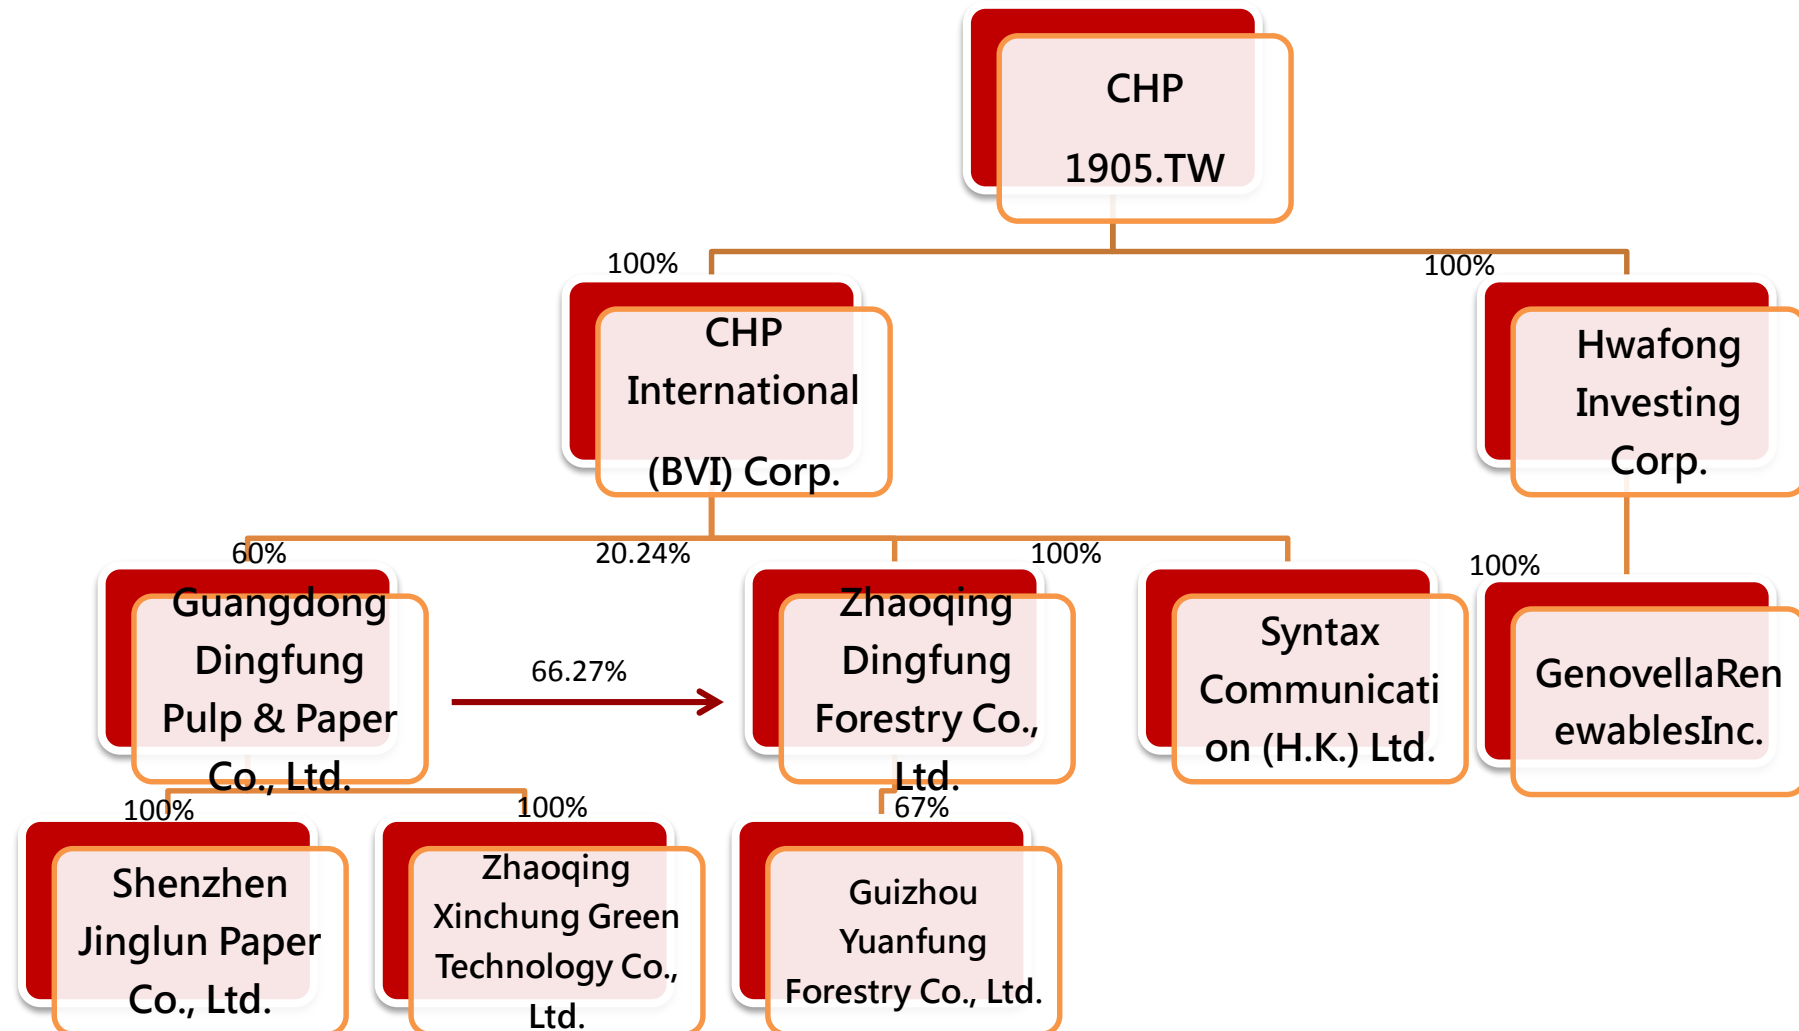 CHP
1905.TW
100%
100%
CHP
International
(BVI) Corp.
Hwafong
Investing
Corp.
60%
20.24%
100%
100%
Guangdong
Dingfung
Pulp & Paper
Co., Ltd.
66.27%
Zhaoqing
Dingfung
Forestry Co.,
Ltd.
Syntax
Communicati
on (H.K.) Ltd.
GenovellaRen
ewablesInc.
100%
100%
67%
Shenzhen
Jinglun Paper
Co., Ltd.
Zhaoqing
Xinchung Green
Technology Co.,
Ltd.
Guizhou
Yuanfung
Forestry Co., Ltd.